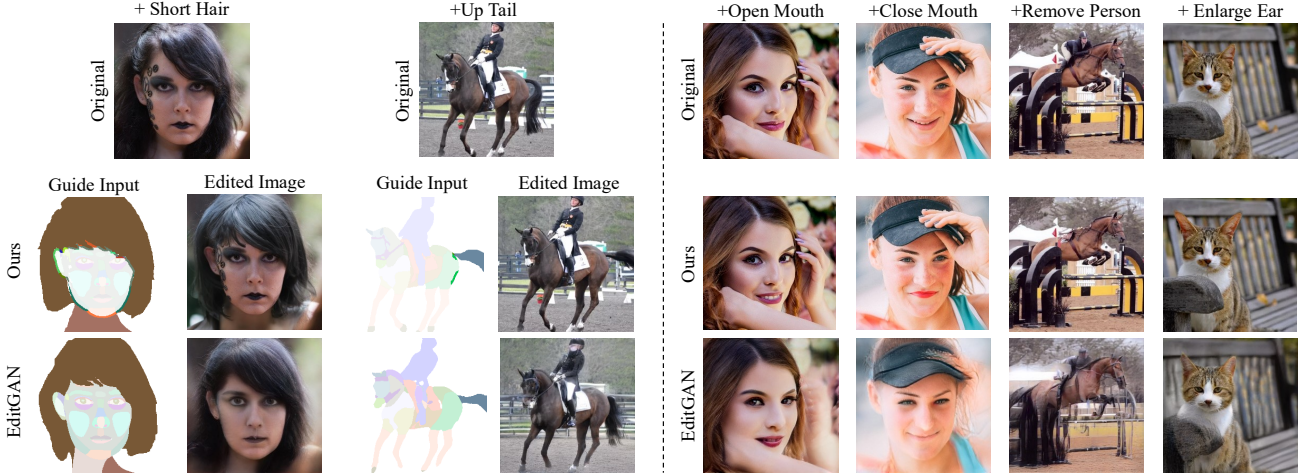 + Short Hair
+Up Tail
+Open Mouth
+Close Mouth
+Remove Person
+ Enlarge Ear
Original
Original
Original
Guide Input
Edited Image
Guide Input
Edited Image
Ours
Ours
EditGAN
EditGAN